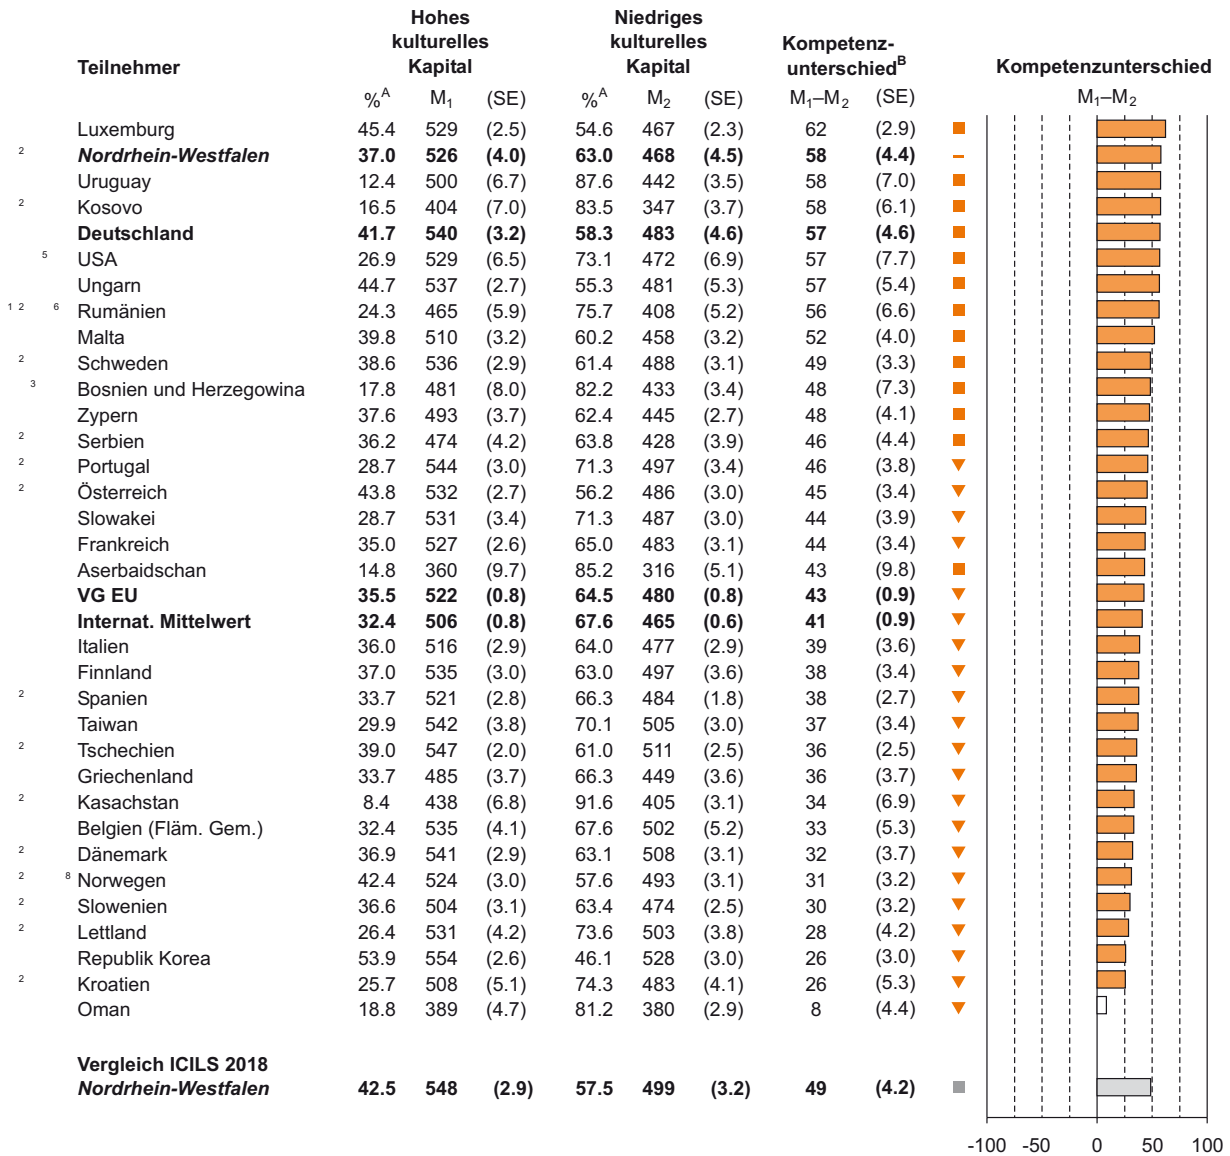 Hohes kulturelles Kapital Niedriges kulturelles Kapital Kompetenz-unterschiedB
Teilnehmer Kompetenzunterschied
%A M1 (SE) %A M2 (SE) M1–M2 (SE) M1–M2
Luxemburg 45.4 529 (2.5) 54.6 467 (2.3) 62 (2.9)
2 Nordrhein-Westfalen 37.0 526 (4.0) 63.0 468 (4.5) 58 (4.4)
Uruguay 12.4 500 (6.7) 87.6 442 (3.5) 58 (7.0)
2 Kosovo 16.5 404 (7.0) 83.5 347 (3.7) 58 (6.1)
Deutschland 41.7 540 (3.2) 58.3 483 (4.6) 57 (4.6)
5 USA 26.9 529 (6.5) 73.1 472 (6.9) 57 (7.7)
Ungarn 44.7 537 (2.7) 55.3 481 (5.3) 57 (5.4)
1 2 6 Rumänien 24.3 465 (5.9) 75.7 408 (5.2) 56 (6.6)
Malta 39.8 510 (3.2) 60.2 458 (3.2) 52 (4.0)
2 Schweden 38.6 536 (2.9) 61.4 488 (3.1) 49 (3.3)
3 Bosnien und Herzegowina 17.8 481 (8.0) 82.2 433 (3.4) 48 (7.3)
Zypern 37.6 493 (3.7) 62.4 445 (2.7) 48 (4.1)
2 Serbien 36.2 474 (4.2) 63.8 428 (3.9) 46 (4.4)
2 Portugal 28.7 544 (3.0) 71.3 497 (3.4) 46 (3.8)
2 Österreich 43.8 532 (2.7) 56.2 486 (3.0) 45 (3.4)
Slowakei 28.7 531 (3.4) 71.3 487 (3.0) 44 (3.9)
Frankreich 35.0 527 (2.6) 65.0 483 (3.1) 44 (3.4)
Aserbaidschan 14.8 360 (9.7) 85.2 316 (5.1) 43 (9.8)
VG EU 35.5 522 (0.8) 64.5 480 (0.8) 43 (0.9)
Internat. Mittelwert 32.4 506 (0.8) 67.6 465 (0.6) 41 (0.9)
Italien 36.0 516 (2.9) 64.0 477 (2.9) 39 (3.6)
Finnland 37.0 535 (3.0) 63.0 497 (3.6) 38 (3.4)
2 Spanien 33.7 521 (2.8) 66.3 484 (1.8) 38 (2.7)
Taiwan 29.9 542 (3.8) 70.1 505 (3.0) 37 (3.4)
2 Tschechien 39.0 547 (2.0) 61.0 511 (2.5) 36 (2.5)
Griechenland 33.7 485 (3.7) 66.3 449 (3.6) 36 (3.7)
2 Kasachstan 8.4 438 (6.8) 91.6 405 (3.1) 34 (6.9)
Belgien (Fläm. Gem.) 32.4 535 (4.1) 67.6 502 (5.2) 33 (5.3)
2 Dänemark 36.9 541 (2.9) 63.1 508 (3.1) 32 (3.7)
2 8 Norwegen 42.4 524 (3.0) 57.6 493 (3.1) 31 (3.2)
2 Slowenien 36.6 504 (3.1) 63.4 474 (2.5) 30 (3.2)
2 Lettland 26.4 531 (4.2) 73.6 503 (3.8) 28 (4.2)
Republik Korea 53.9 554 (2.6) 46.1 528 (3.0) 26 (3.0)
2 Kroatien 25.7 508 (5.1) 74.3 483 (4.1) 26 (5.3)
Oman 18.8 389 (4.7) 81.2 380 (2.9) 8 (4.4)
Vergleich ICILS 2018
Nordrhein-Westfalen 42.5 548 (2.9) 57.5 499 (3.2) 49 (4.2)
-100 -50 0 50 100